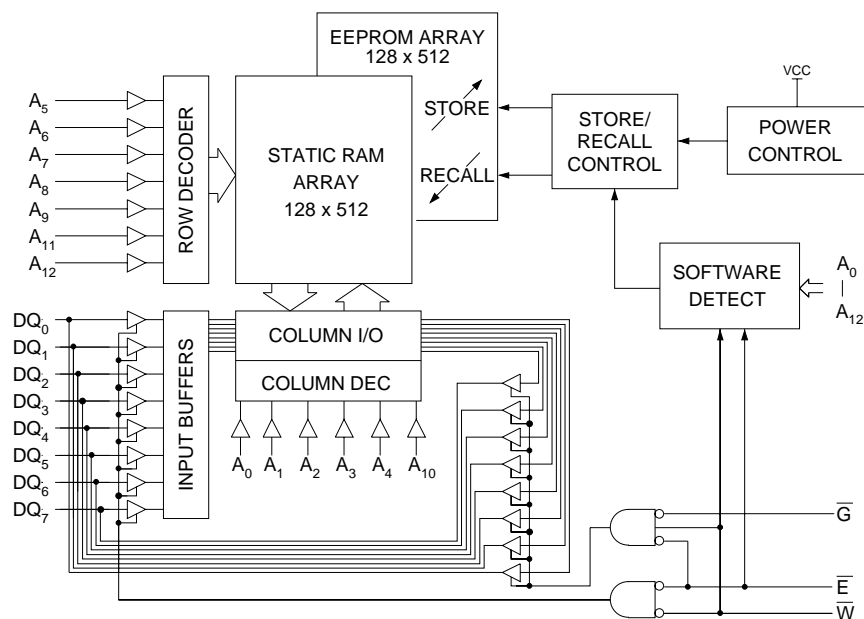 EEPROM ARRAY
128 x 512
STORE
RECALL
STATIC RAM
ARRAY
128 x 512
ROW DECODER
A5
A6
A7
A8
A9
A11
A12
STORE/
RECALL
CONTROL
VCC
POWER
CONTROL
SOFTWARE
DETECT
A0
A12
DQ0
DQ1
DQ2
DQ3
DQ4
DQ5
DQ6
DQ7
INPUT BUFFERS
COLUMN I/O
COLUMN DEC
A0 A1 A2 A3 A4 A10
G̅
E̅
W̅